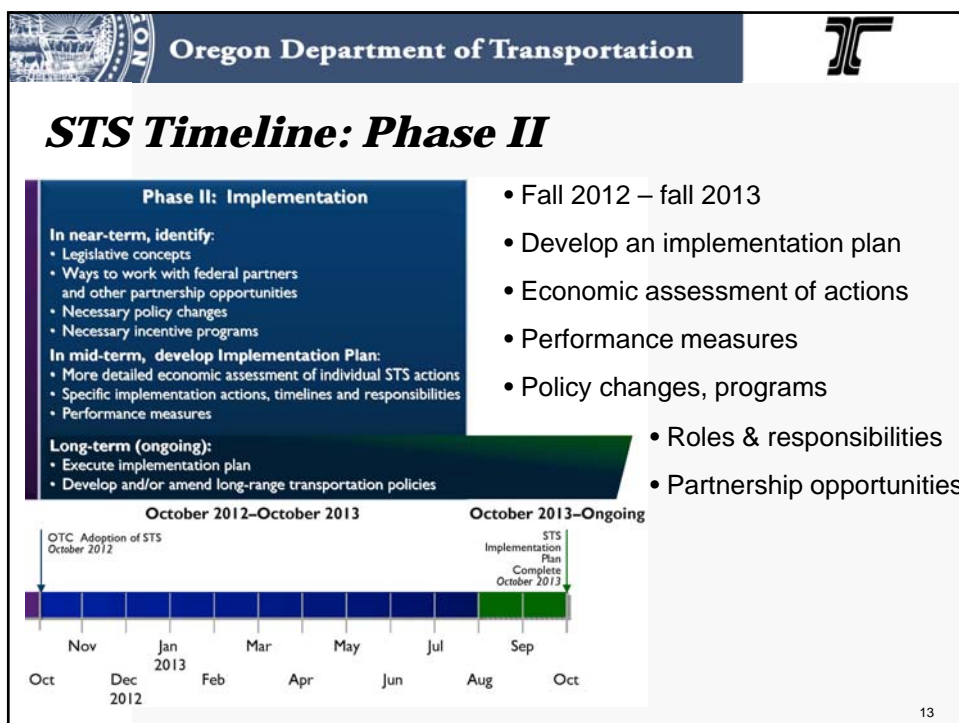 ON
Oregon Department of Transportation
STS Timeline: Phase II
Phase II: Implementation
In near-term, identify:
• Legislative concepts
• Ways to work with federal partners
and other partnership opportunities
• Necessary policy changes
• Necessary incentive programs
In mid-term, develop Implementation Plan:
• More detailed economic assessment of individual STS actions
• Specific implementation actions, timelines and responsibilities
• Performance measures
Long-term (ongoing):
• Execute implementation plan
• Develop and/or amend long-range transportation policies
• Fall 2012 – fall 2013
• Develop an implementation plan
• Economic assessment of actions
• Performance measures
• Policy changes, programs
• Roles & responsibilities
• Partnership opportunities
October 2012–October 2013
October 2013–Ongoing
OTC Adoption of STS
October 2012
STS
Implementation
Plan
Complete
October 2013
Nov Jan Mar May Jul Sep
2013
Oct Dec Feb Apr Jun Aug Oct
2012
13